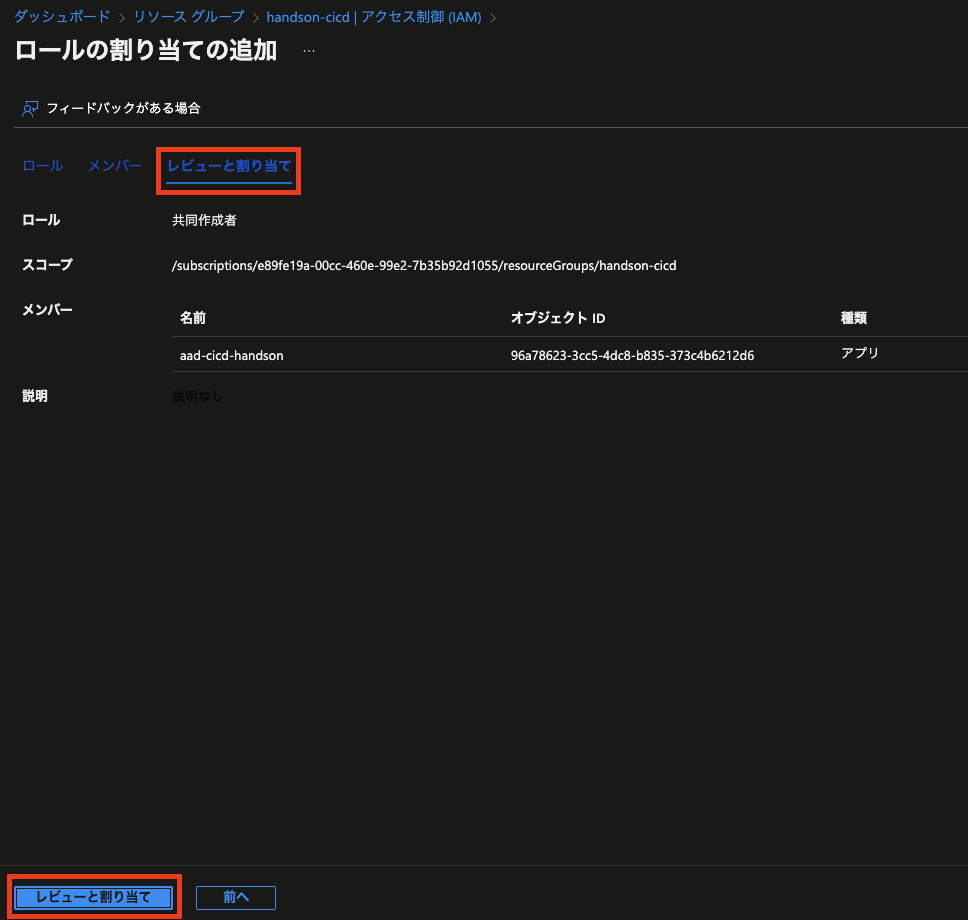 ダッシュボード > リソース グループ > handson-cicd | アクセス制御 (IAM) >
ロールの割り当ての追加 …
フィードバックがある場合
ロール メンバー レビューと割り当て
ロール 共同作成者
スコープ /subscriptions/e89fe19a-00cc-460e-99e2-7b35b92d1055/resourceGroups/handson-cicd
メンバー
名前 オブジェクト ID 種類
aad-cicd-handson 96a78623-3cc5-4dc8-b835-373c4b6212d6 アプリ
説明 説明なし
レビューと割り当て 前へ